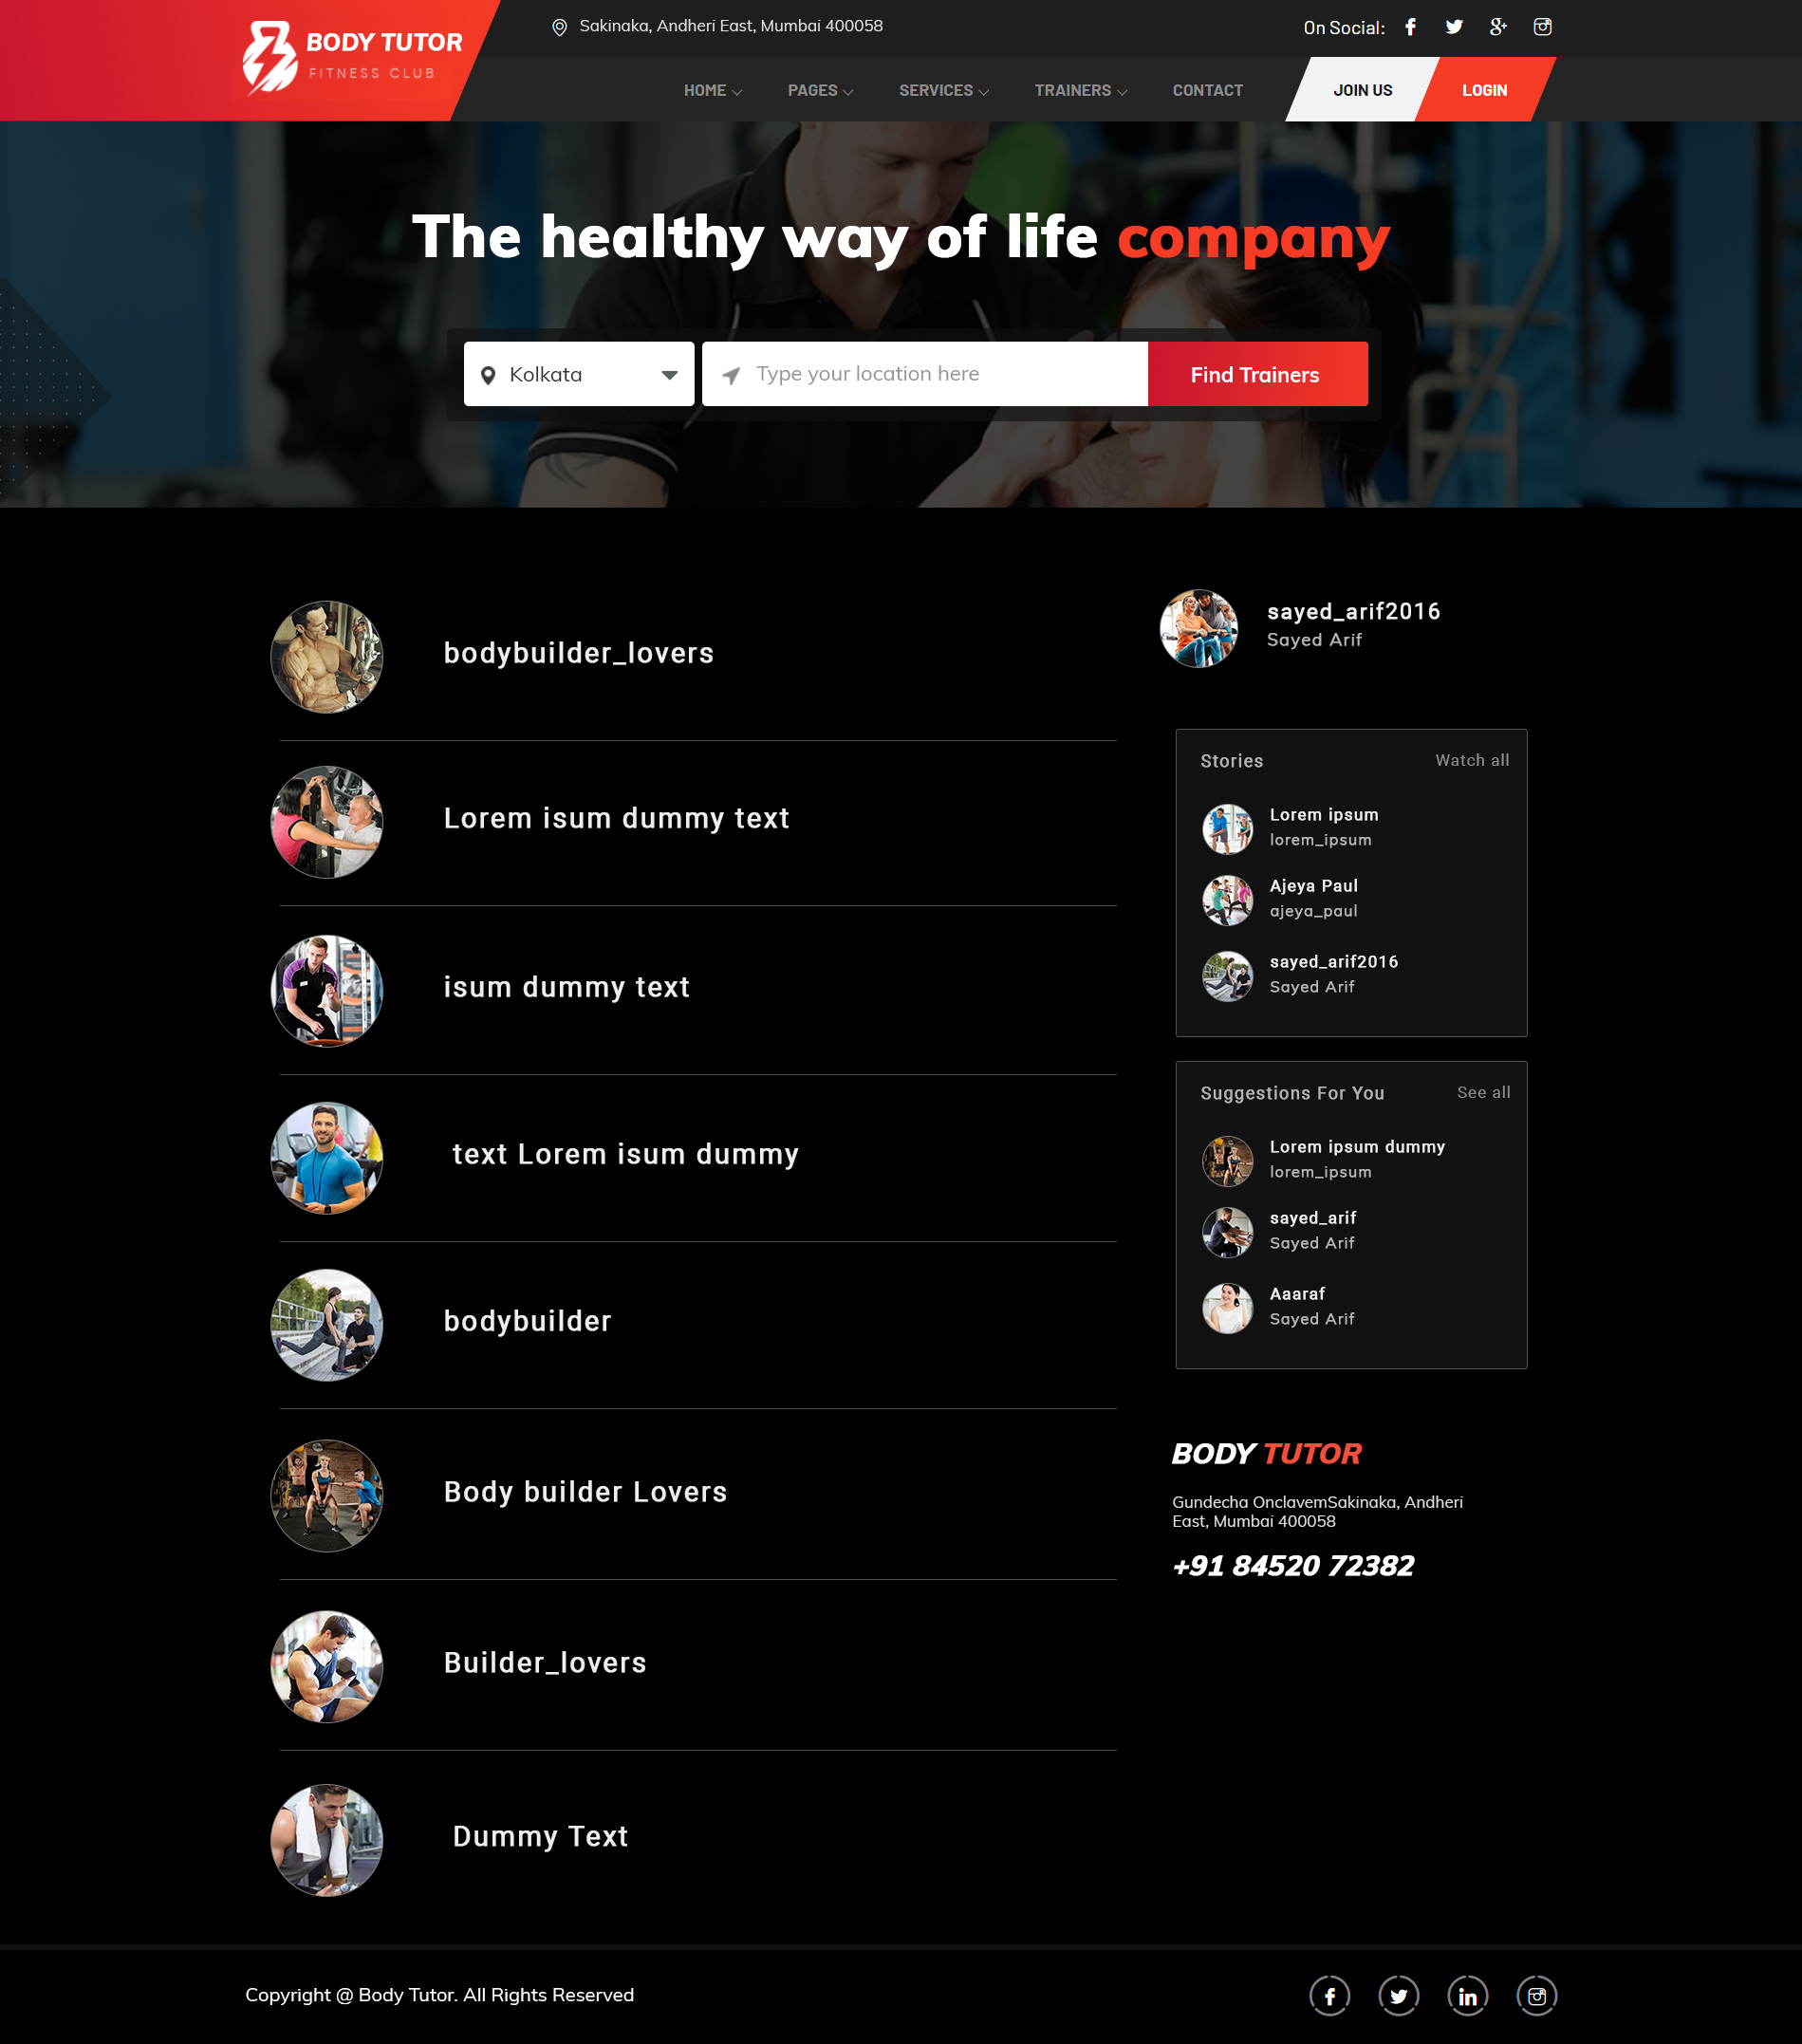 BODY TUTOR
FITNESS CLUB
Sakinaka, Andheri East, Mumbai 400058
On Social:
HOME
PAGES
SERVICES
TRAINERS
CONTACT
JOIN US
LOGIN
The healthy way of life company
Kolkata
Type your location here
Find Trainers
bodybuilder_lovers
Lorem isum dummy text
isum dummy text
text Lorem isum dummy
bodybuilder
Body builder Lovers
Builder_lovers
Dummy Text
sayed_arif2016
Sayed Arif
Stories
Watch all
Lorem ipsum
lorem_ipsum
Ajeya Paul
ajeya_paul
sayed_arif2016
Sayed Arif
Suggestions For You
See all
Lorem ipsum dummy
lorem_ipsum
sayed_arif
Sayed Arif
Aaaraf
Sayed Arif
BODY TUTOR
Gundecha OnclavemSakinaka, Andheri
East, Mumbai 400058
+91 84520 72382
Copyright @ Body Tutor. All Rights Reserved